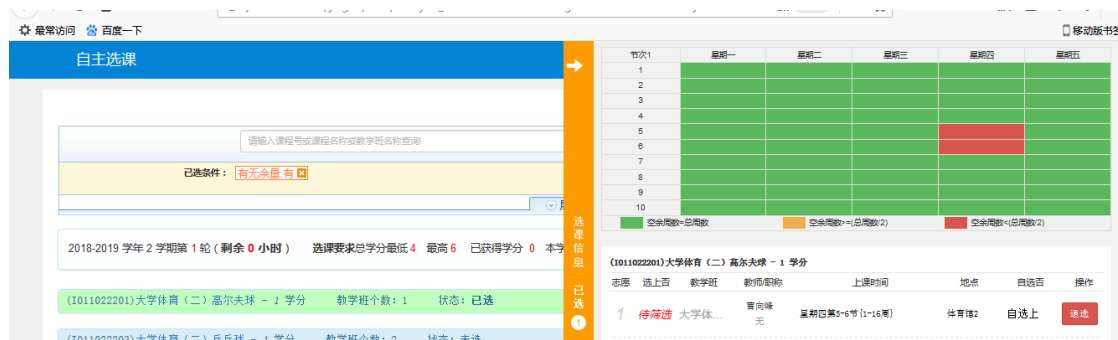 最常访问 百度一下 移动版书签
自主选课
请输入课程号或课程名称或教学班名称查询!
已选条件： 有无余量:有
2018-2019 学年 2 学期第 1 轮 ( 剩余 0 小时 ) 选课要求总学分最低 4 最高 6 已获得学分 0 本学
(I011022201)大学体育（二）高尔夫球 - 1 学分 教学班个数: 1 状态: 已选
(I011022203)大学体育（二）乒乓球 - 1 学分 教学班个数: 2 状态: 未选
选课信息
已选
1
节次1 星期一 星期二 星期三 星期四 星期五
1
2
3
4
5
6
7
8
9
10
空余周数=总周数 空余周数>=(总周数/2) 空余周数<(总周数/2)
(I011022201)大学体育（二）高尔夫球 - 1 学分
志愿 选上否 教学班 教师/职称 上课时间 地点 自选否 操作
1 待筛选 大学体... 曹向峰 星期四第5-6节{1-16周} 体育馆2 自选上 退选
无